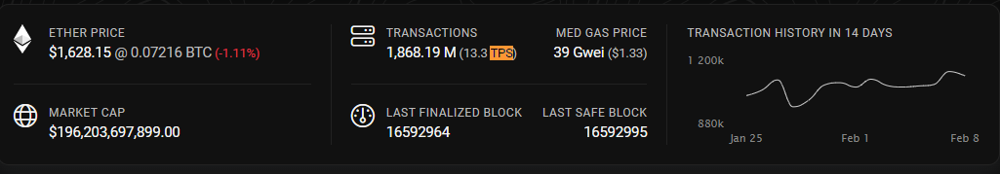 ETHER PRICE
$1,628.15 @ 0.07216 BTC (-1.11%)
MARKET CAP
$196,203,697,899.00
TRANSACTIONS
1,868.19 M (13.3 TPS)
MED GAS PRICE
39 Gwei ($1.33)
LAST FINALIZED BLOCK
16592964
LAST SAFE BLOCK
16592995
TRANSACTION HISTORY IN 14 DAYS
1 200k
880k
Jan 25 Feb 1 Feb 8